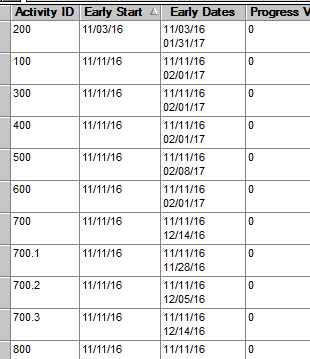 Activity ID Early Start Early Dates Progress V
200 11/03/16 11/03/16 0
01/31/17
100 11/11/16 11/11/16 0
02/01/17
300 11/11/16 11/11/16 0
02/01/17
400 11/11/16 11/11/16 0
02/01/17
500 11/11/16 11/11/16 0
02/08/17
600 11/11/16 11/11/16 0
02/01/17
700 11/11/16 11/11/16 0
12/14/16
700.1 11/11/16 11/11/16 0
11/28/16
700.2 11/11/16 11/11/16 0
12/05/16
700.3 11/11/16 11/11/16 0
12/14/16
800 11/11/16 11/11/16 0